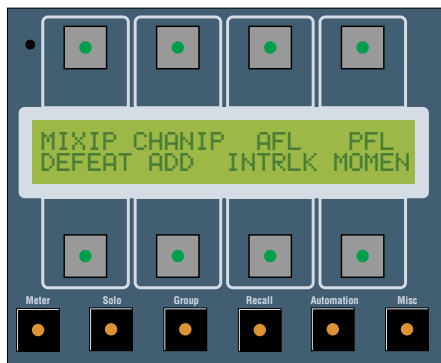 MIXIP CHANIP AFL PFL
DEFEAT ADD INTRLK MOMEN
Meter Solo Group Recall Automation Misc